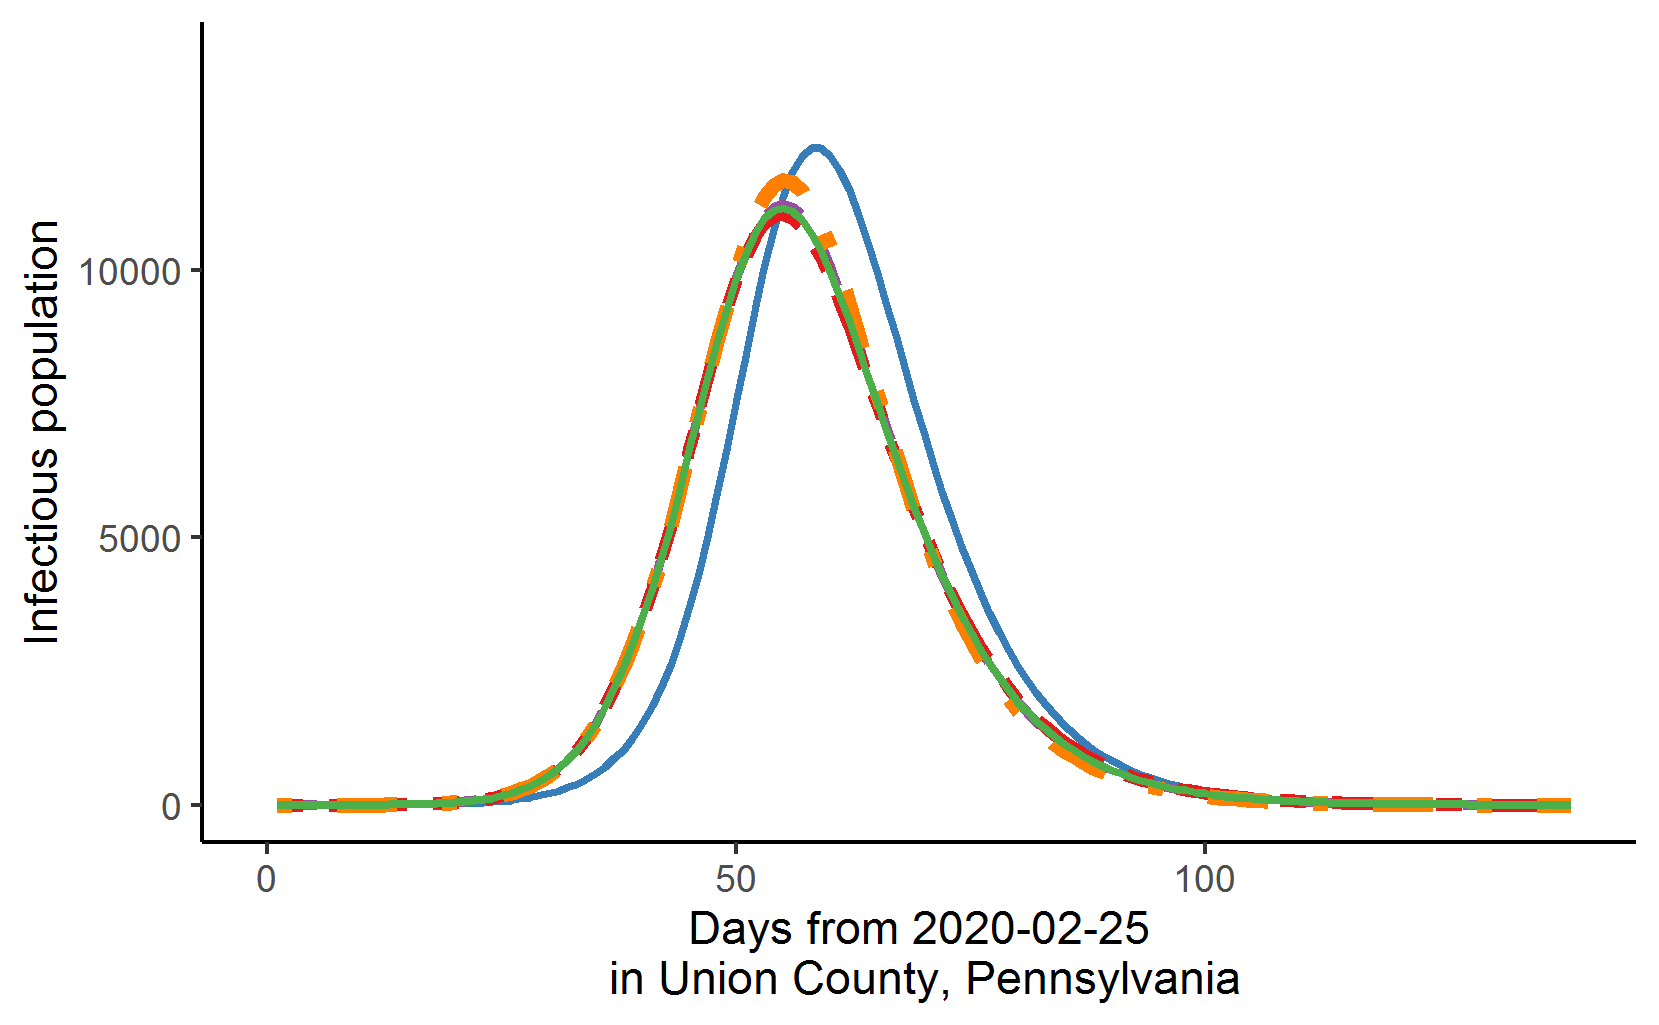 Infectious population
10000
5000
0
0 50 100
Days from 2020-02-25
in Union County, Pennsylvania